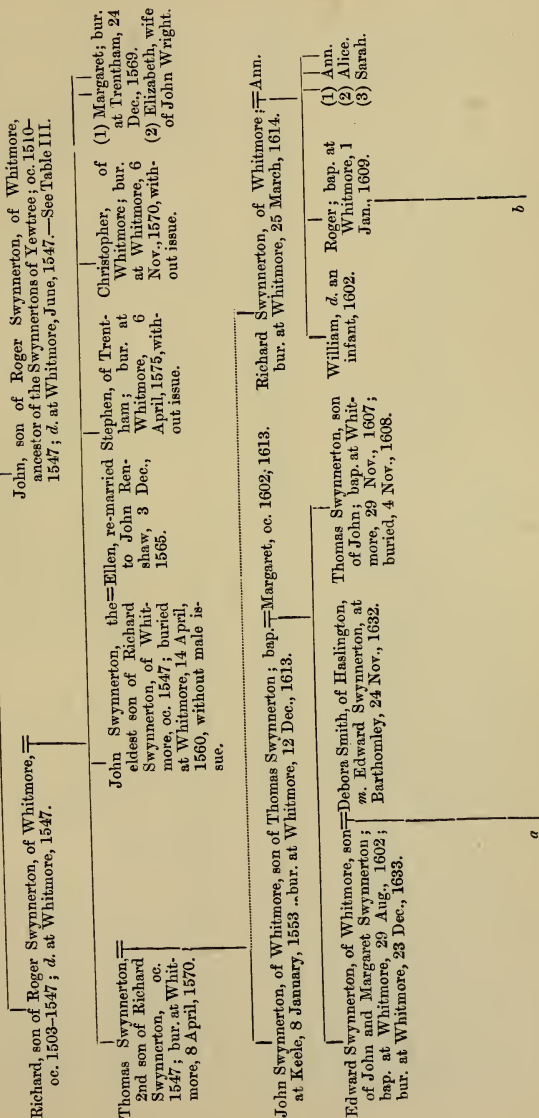 Richard, son of Roger Swynnerton, of Whitmore,
oc. 1503–1547; d. at Whitmore, 1547.
John, son of Roger Swynnerton, of Whitmore,
ancestor of the Swynnertons of Yewtree; oc. 1510–
1547; d. at Whitmore, June, 1547.—See Table III.
Thomas Swynnerton,
2nd son of Richard
Swynnerton, oc.
1547; bur. at Whit-
more, 8 April, 1570.
John Swynnerton, the
eldest son of Richard
Swynnerton, of Whit-
more, oc. 1547; buried
at Whitmore, 14 April,
1560, without male is-
sue.
=Ellen, re-married
to John Ren-
shaw, 3 Dec.,
1565.
Stephen, of Trent-
ham; bur. at
Whitmore, 6
April, 1575, with-
out issue.
Christopher, of
Whitmore; bur.
at Whitmore, 6
Nov., 1570, with-
out issue.
(1) Margaret; bur.
at Trentham, 24
Dec., 1569.
(2) Elizabeth, wife
of John Wright.
John Swynnerton, of Whitmore, son of Thomas Swynnerton; bap.
at Keele, 8 January, 1553 .. bur. at Whitmore, 12 Dec., 1613.
=Margaret, oc. 1602; 1613.
Richard Swynnerton, of Whitmore;
bur. at Whitmore, 25 March, 1614.
=Ann.
Edward Swynnerton, of Whitmore, son
of John and Margaret Swynnerton;
bap. at Whitmore, 29 Aug., 1602;
bur. at Whitmore, 23 Dec., 1633.
=Debora Smith, of Haslington,
m. Edward Swynnerton, at
Barthomley, 24 Nov., 1632.
Thomas Swynnerton, son
of John; bap. at Whit-
more, 29 Nov., 1607;
buried, 4 Nov., 1608.
William, d. an
infant, 1602.
Roger; bap. at
Whitmore, 1
Jan., 1609.
(1) Ann.
(2) Alice.
(3) Sarah.
a
b